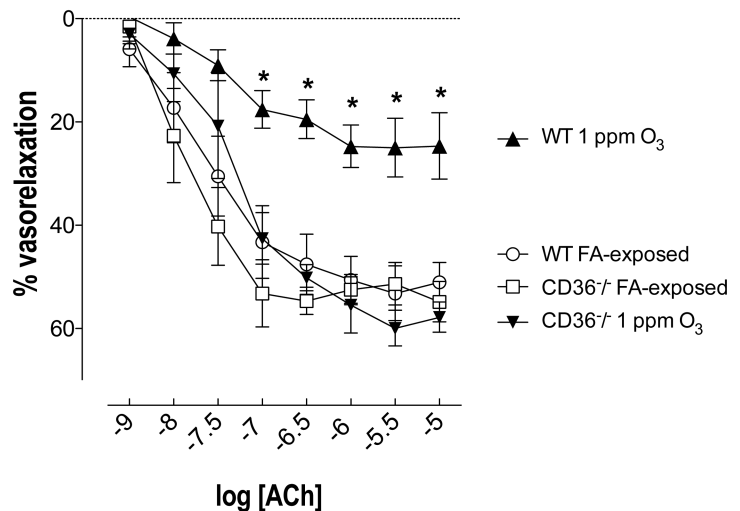 0
20
40
60
% vasorelaxation
* * * * *
WT 1 ppm O₃
WT FA-exposed
CD36⁻/⁻ FA-exposed
CD36⁻/⁻ 1 ppm O₃
-9 -8 -7.5 -7 -6.5 -6 -5.5 -5
log [ACh]